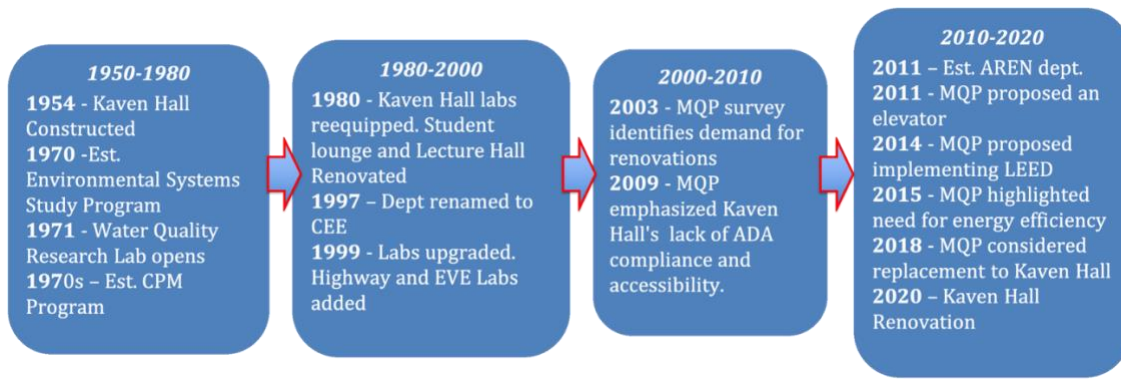 1950-1980
1954 - Kaven Hall
Constructed
1970 -Est.
Environmental Systems
Study Program
1971 - Water Quality
Research Lab opens
1970s – Est. CPM
Program
1980-2000
1980 - Kaven Hall labs
reequipped. Student
lounge and Lecture Hall
Renovated
1997 – Dept renamed to
CEE
1999 - Labs upgraded.
Highway and EVE Labs
added
2000-2010
2003 - MQP survey
identifies demand for
renovations
2009 - MQP
emphasized Kaven
Hall's lack of ADA
compliance and
accessibility.
2010-2020
2011 – Est. AREN dept.
2011 - MQP proposed an
elevator
2014 - MQP proposed
implementing LEED
2015 - MQP highlighted
need for energy efficiency
2018 - MQP considered
replacement to Kaven Hall
2020 – Kaven Hall
Renovation